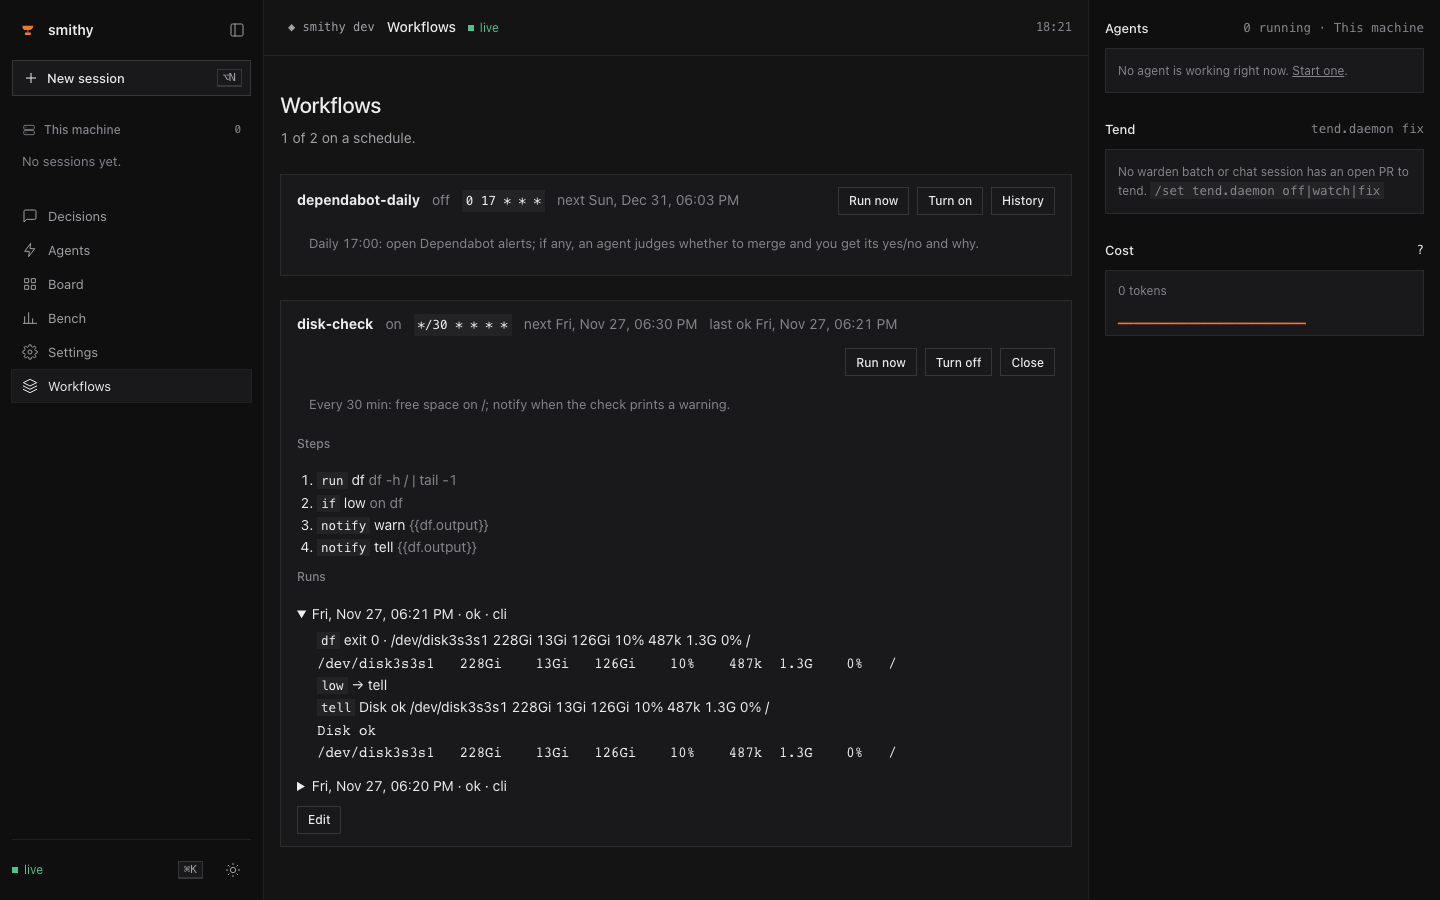 smithy
New session ⌥N
This machine 0
No sessions yet.
Decisions
Agents
Board
Bench
Settings
Workflows
live
⌘K
◆ smithy dev Workflows live 18:21
Workflows
1 of 2 on a schedule.
dependabot-daily off 0 17 * * * next Sun, Dec 31, 06:03 PM Run now Turn on History
Daily 17:00: open Dependabot alerts; if any, an agent judges whether to merge and you get its yes/no and why.
disk-check on */30 * * * * next Fri, Nov 27, 06:30 PM last ok Fri, Nov 27, 06:21 PM
Run now Turn off Close
Every 30 min: free space on /; notify when the check prints a warning.
Steps
1. run df df -h / | tail -1
2. if low on df
3. notify warn {{df.output}}
4. notify tell {{df.output}}
Runs
▼ Fri, Nov 27, 06:21 PM · ok · cli
df exit 0 · /dev/disk3s3s1 228Gi 13Gi 126Gi 10% 487k 1.3G 0% /
/dev/disk3s3s1 228Gi 13Gi 126Gi 10% 487k 1.3G 0% /
low → tell
tell Disk ok /dev/disk3s3s1 228Gi 13Gi 126Gi 10% 487k 1.3G 0% /
Disk ok
/dev/disk3s3s1 228Gi 13Gi 126Gi 10% 487k 1.3G 0% /
▶ Fri, Nov 27, 06:20 PM · ok · cli
Edit
Agents 0 running · This machine
No agent is working right now. Start one.
Tend tend.daemon fix
No warden batch or chat session has an open PR to
tend. /set tend.daemon off|watch|fix
Cost ?
0 tokens